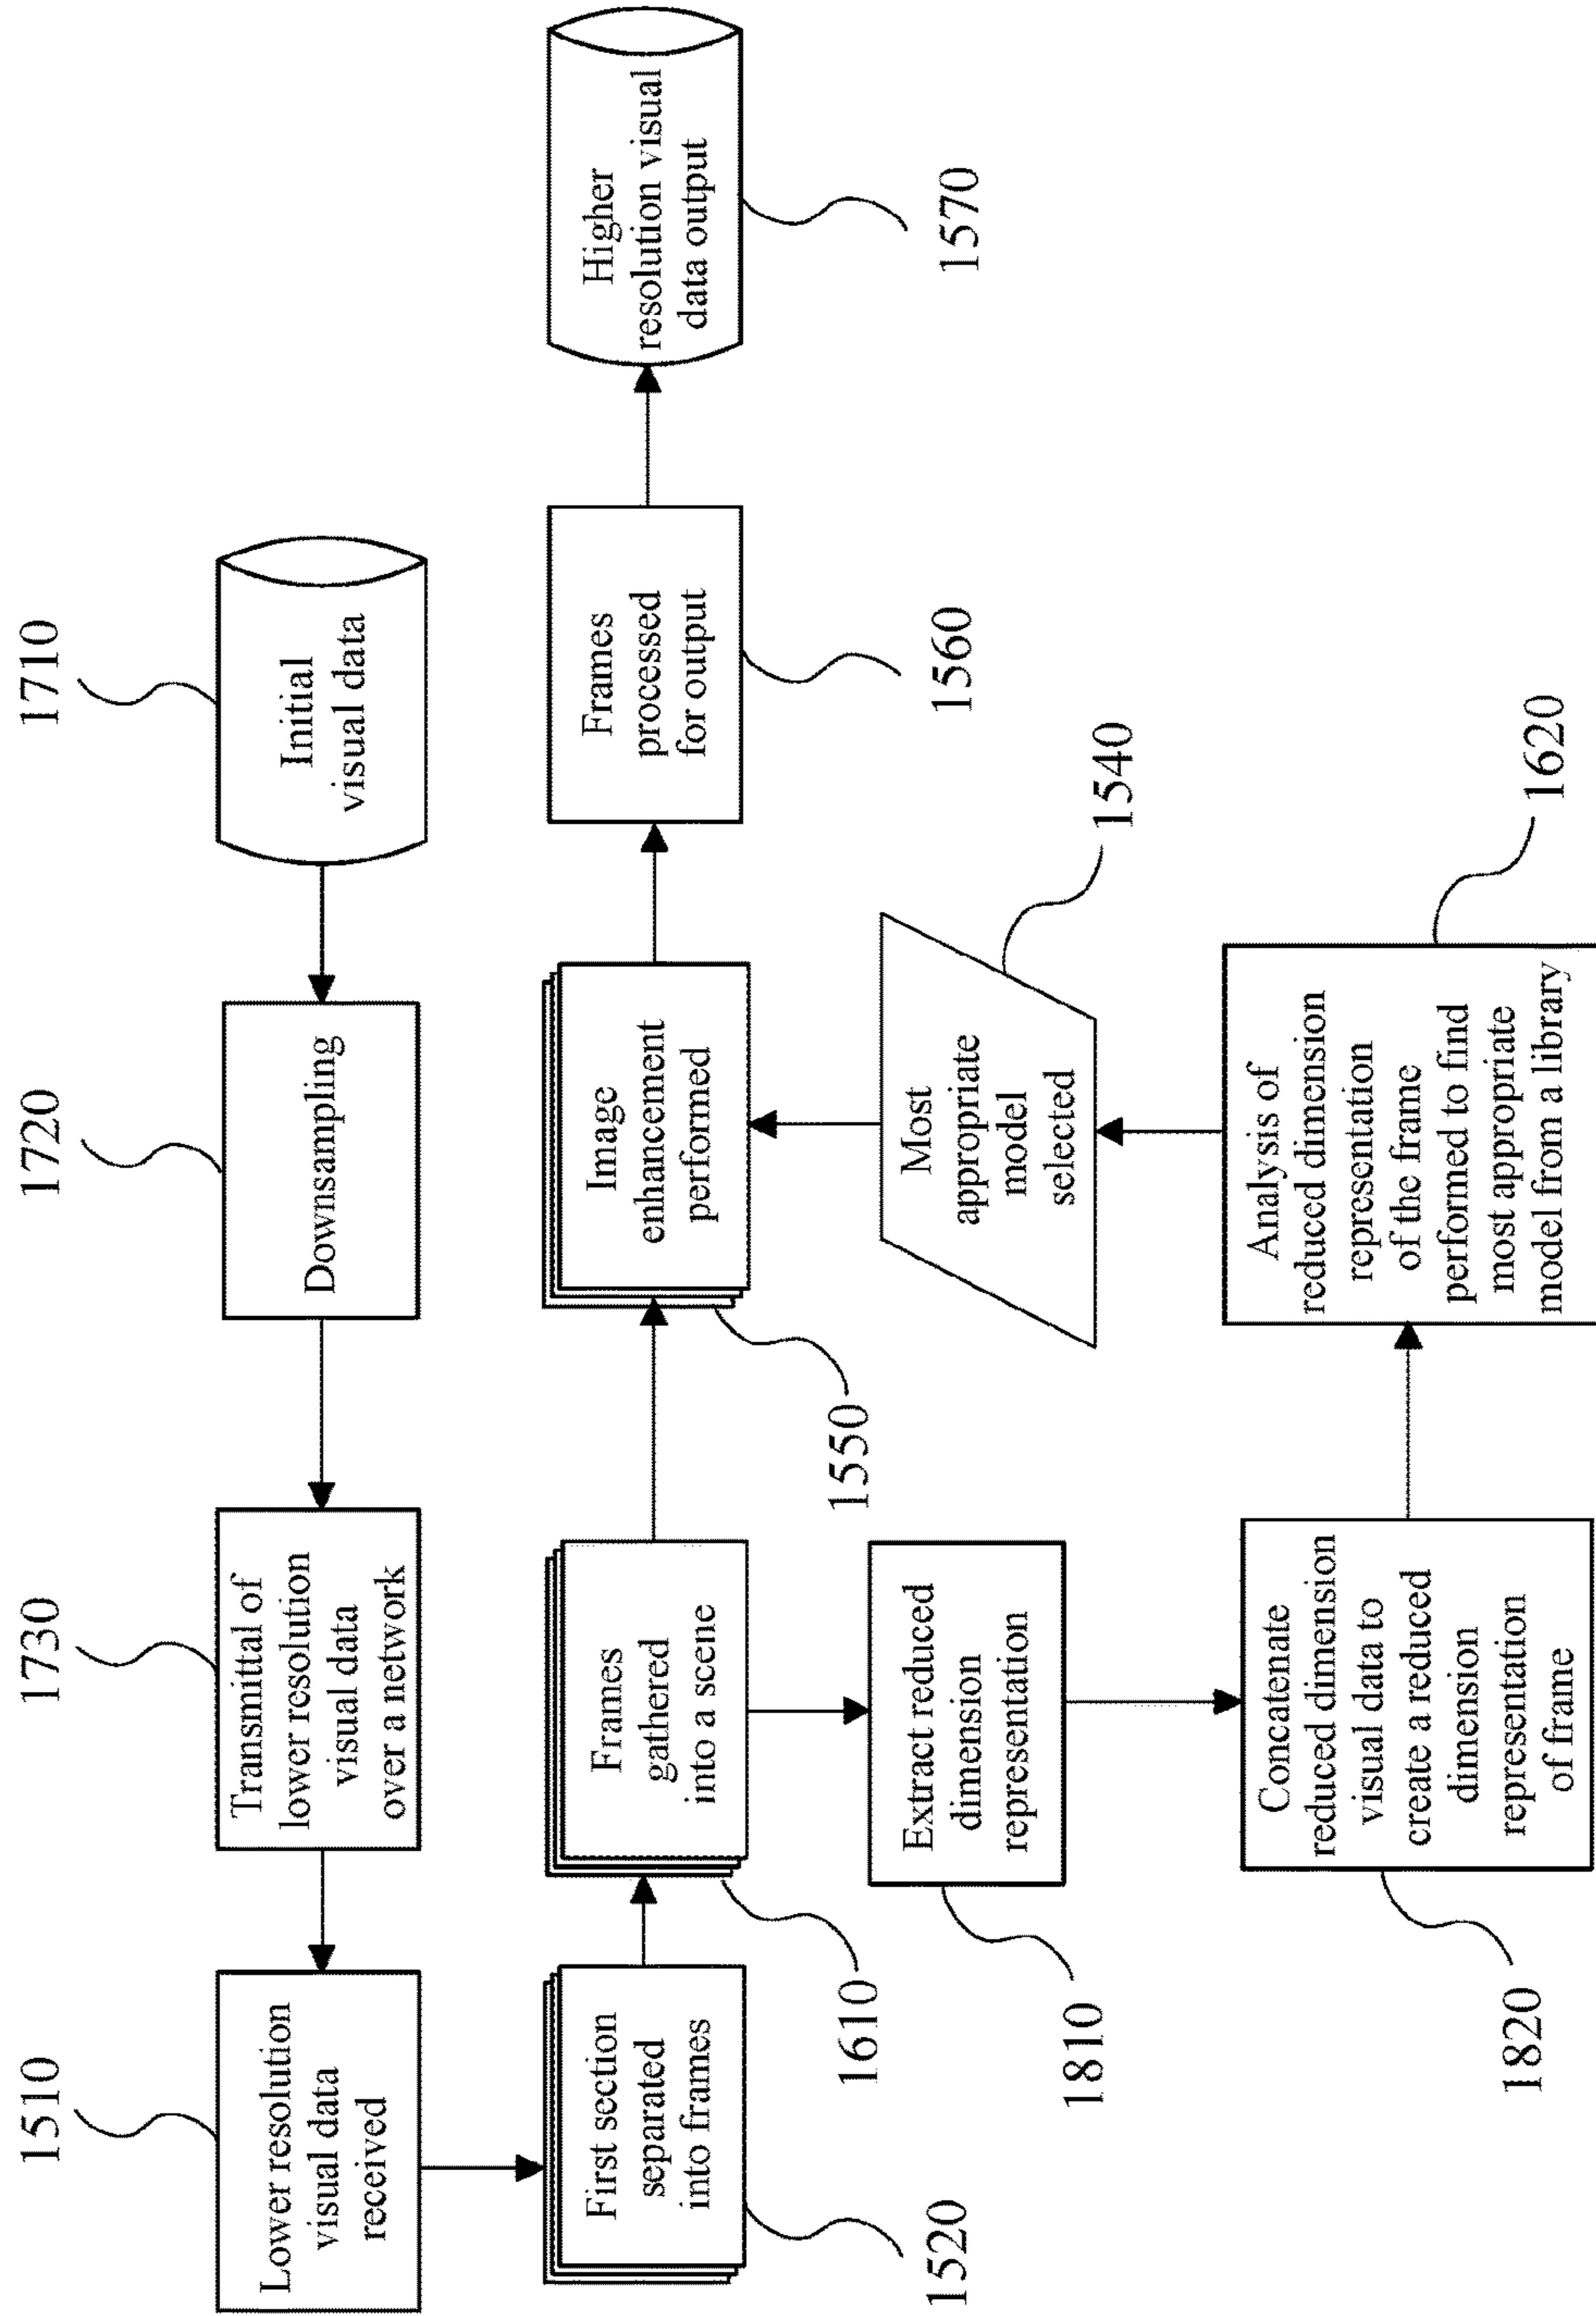 1510
1730
1720
1710
Lower resolution
visual data
received
Transmittal of
lower resolution
visual data
over a network
Downsampling
Initial
visual data
First section
separated
into frames
Frames
gathered
into a scene
Image
enhancement
performed
Frames
processed
for output
Higher
resolution visual
data output
1520
1610
1550
1560
1570
Extract reduced
dimension
representation
Most
appropriate
model
selected
1810
1540
Concatenate
reduced dimension
visual data to
create a reduced
dimension
representation
of frame
Analysis of
reduced dimension
representation
of the frame
performed to find
most appropriate
model from a library
1820
1620